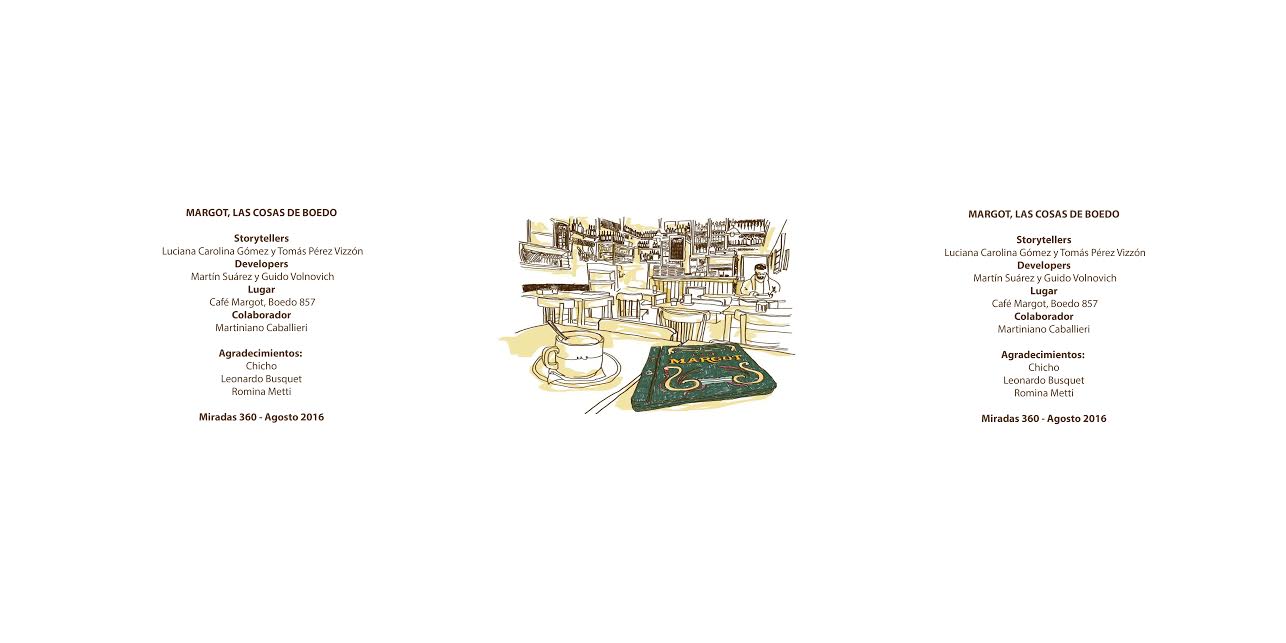 MARGOT, LAS COSAS DE BOEDO
Storytellers
Luciana Carolina Gómez y Tomás Pérez Vizzón
Developers
Martín Suárez y Guido Volnovich
Lugar
Café Margot, Boedo 857
Colaborador
Martiniano Caballieri
Agradecimientos:
Chicho
Leonardo Busquet
Romina Metti
Miradas 360 - Agosto 2016
MARGOT
MARGOT, LAS COSAS DE BOEDO
Storytellers
Luciana Carolina Gómez y Tomás Pérez Vizzón
Developers
Martín Suárez y Guido Volnovich
Lugar
Café Margot, Boedo 857
Colaborador
Martiniano Caballieri
Agradecimientos:
Chicho
Leonardo Busquet
Romina Metti
Miradas 360 - Agosto 2016